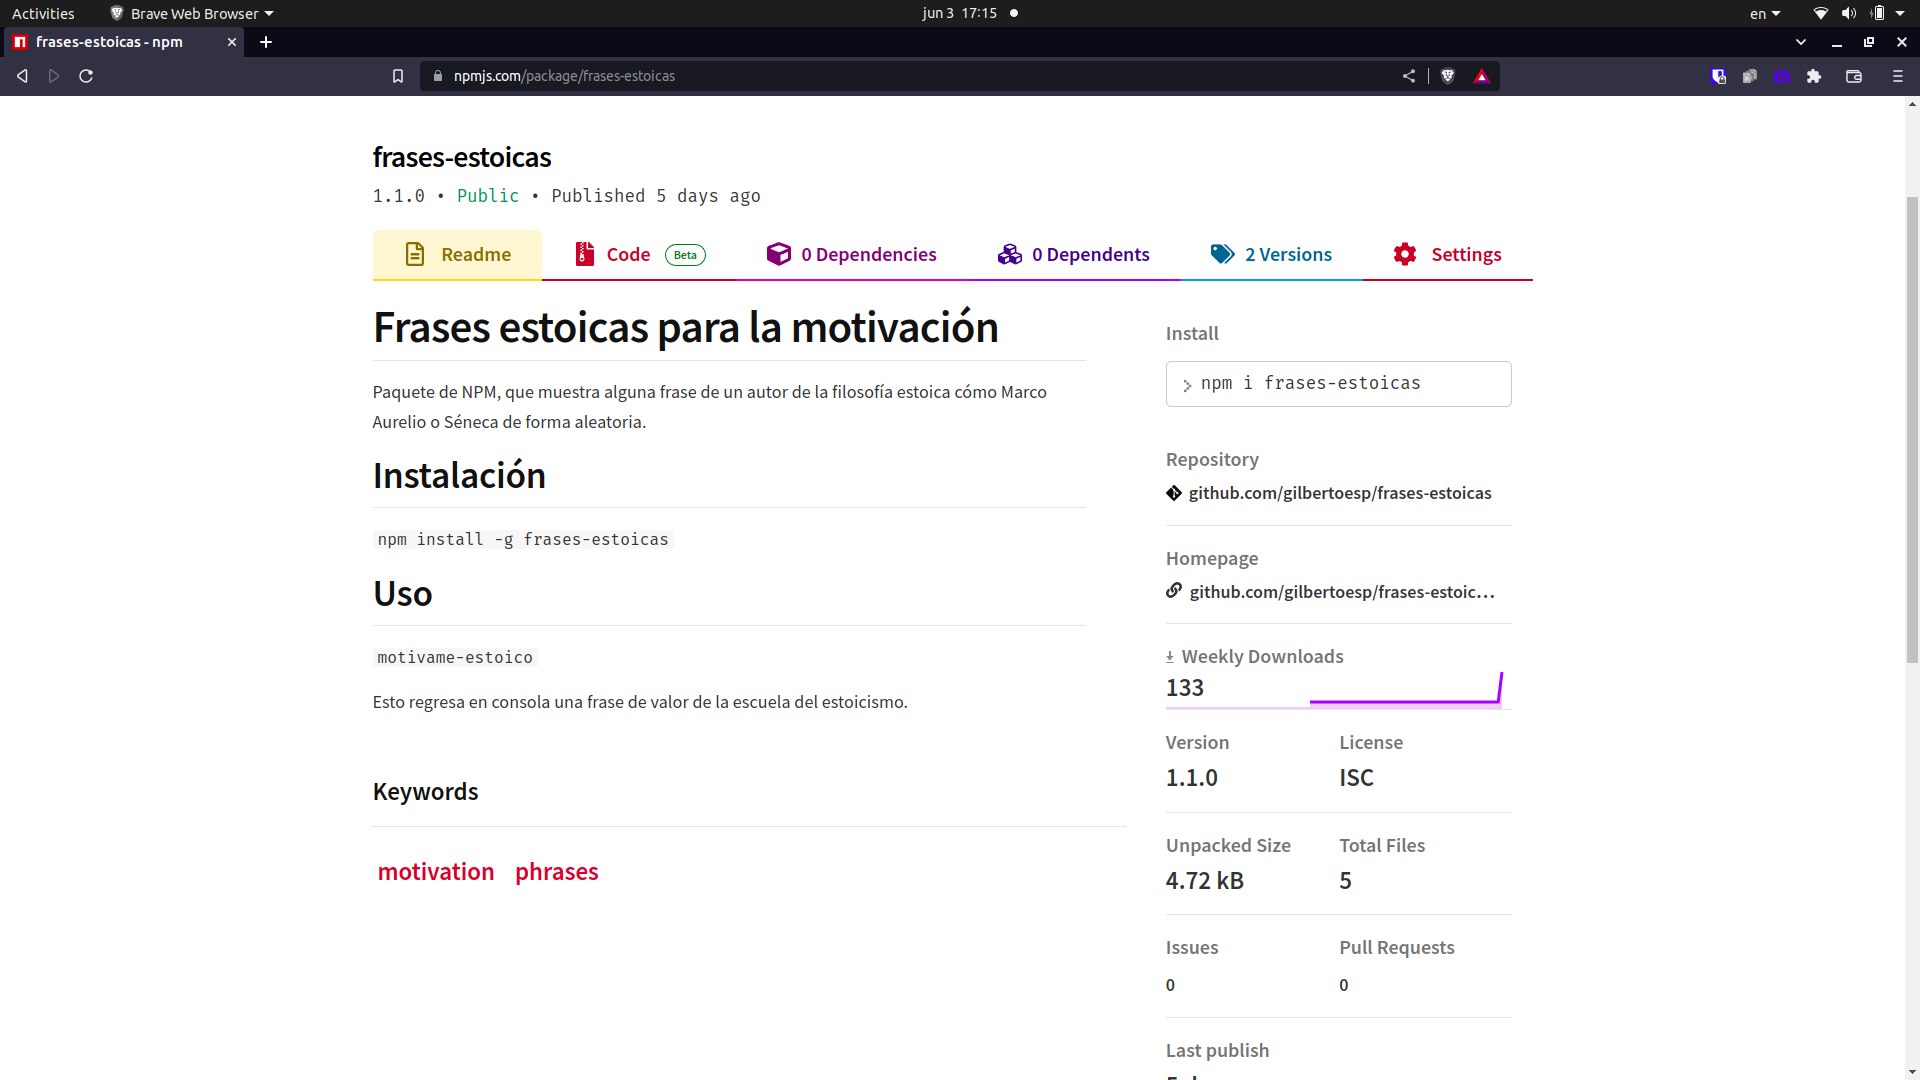 Activities
Brave Web Browser
jun 3 17:15
en
frases-estoicas - npm
npmjs.com/package/frases-estoicas
frases-estoicas
1.1.0 • Public • Published 5 days ago
Readme
Code Beta
0 Dependencies
0 Dependents
2 Versions
Settings
Frases estoicas para la motivación
Paquete de NPM, que muestra alguna frase de un autor de la filosofía estoica cómo Marco
Aurelio o Séneca de forma aleatoria.
Instalación
npm install -g frases-estoicas
Uso
motivame-estoico
Esto regresa en consola una frase de valor de la escuela del estoicismo.
Keywords
motivation phrases
Install
npm i frases-estoicas
Repository
github.com/gilbertoesp/frases-estoicas
Homepage
github.com/gilbertoesp/frases-estoic…
Weekly Downloads
133
Version License
1.1.0 ISC
Unpacked Size Total Files
4.72 kB 5
Issues Pull Requests
0 0
Last publish